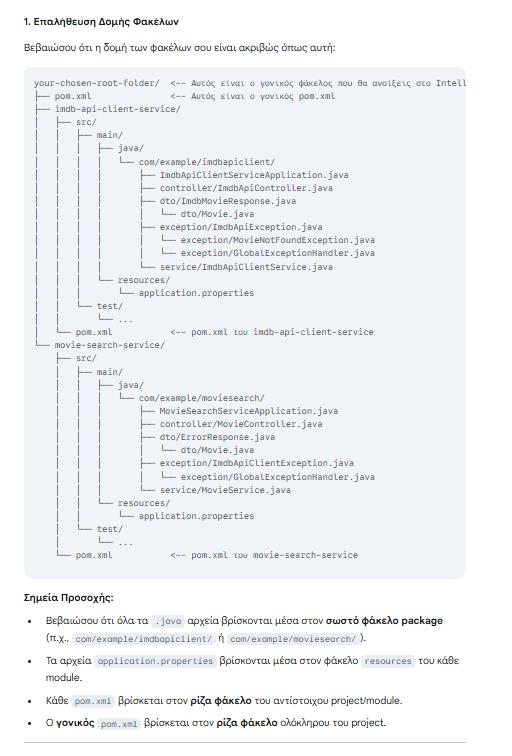 1. Επαλήθευση Δομής Φακέλων
Βεβαιώσου ότι η δομή των φακέλων σου είναι ακριβώς όπως αυτή:
your-chosen-root-folder/  <-- Αυτός είναι ο γονικός φάκελος που θα ανοίξεις στο Intell
├── pom.xml               <-- Αυτός είναι ο γονικός pom.xml
├── imdb-api-client-service/
│   ├── src/
│   │   ├── main/
│   │   │   ├── java/
│   │   │   │   └── com/example/imdbapiclient/
│   │   │   │       ├── ImdbApiClientServiceApplication.java
│   │   │   │       ├── controller/ImdbApiController.java
│   │   │   │       ├── dto/ImdbMovieResponse.java
│   │   │   │       │   └── dto/Movie.java
│   │   │   │       ├── exception/ImdbApiException.java
│   │   │   │       │   ├── exception/MovieNotFoundException.java
│   │   │   │       │   └── exception/GlobalExceptionHandler.java
│   │   │   │       └── service/ImdbApiClientService.java
│   │   │   └── resources/
│   │   │       └── application.properties
│   │   └── test/
│   │       └── ...
│   └── pom.xml           <-- pom.xml του imdb-api-client-service
└── movie-search-service/
    ├── src/
    │   ├── main/
    │   │   ├── java/
    │   │   │   └── com/example/moviesearch/
    │   │   │       ├── MovieSearchServiceApplication.java
    │   │   │       ├── controller/MovieController.java
    │   │   │       ├── dto/ErrorResponse.java
    │   │   │       │   └── dto/Movie.java
    │   │   │       ├── exception/ImdbApiClientException.java
    │   │   │       │   └── exception/GlobalExceptionHandler.java
    │   │   │       └── service/MovieService.java
    │   │   └── resources/
    │   │       └── application.properties
    │   └── test/
    │       └── ...
    └── pom.xml           <-- pom.xml του movie-search-service
Σημεία Προσοχής:
• Βεβαιώσου ότι όλα τα .java αρχεία βρίσκονται μέσα στον σωστό φάκελο package
(π.χ., com/example/imdbapiclient/ ή com/example/moviesearch/ ).
• Τα αρχεία application.properties βρίσκονται μέσα στον φάκελο resources του κάθε
module.
• Κάθε pom.xml βρίσκεται στον ρίζα φάκελο του αντίστοιχου project/module.
• Ο γονικός pom.xml βρίσκεται στον ρίζα φάκελο ολόκληρου του project.